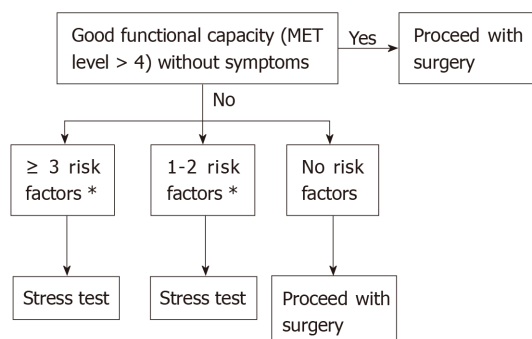 Good functional capacity (MET
level > 4) without symptoms
Yes
Proceed with
surgery
No
≥ 3 risk
factors *
1-2 risk
factors *
No risk
factors
Stress test
Stress test
Proceed with
surgery